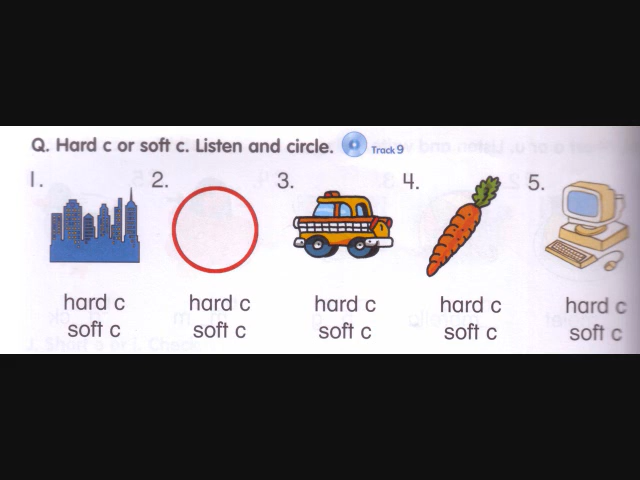 Q. Hard c or soft c. Listen and circle. Track 9
1. 2. 3. 4. 5.
hard c hard c hard c hard c hard c
soft c soft c soft c soft c soft c